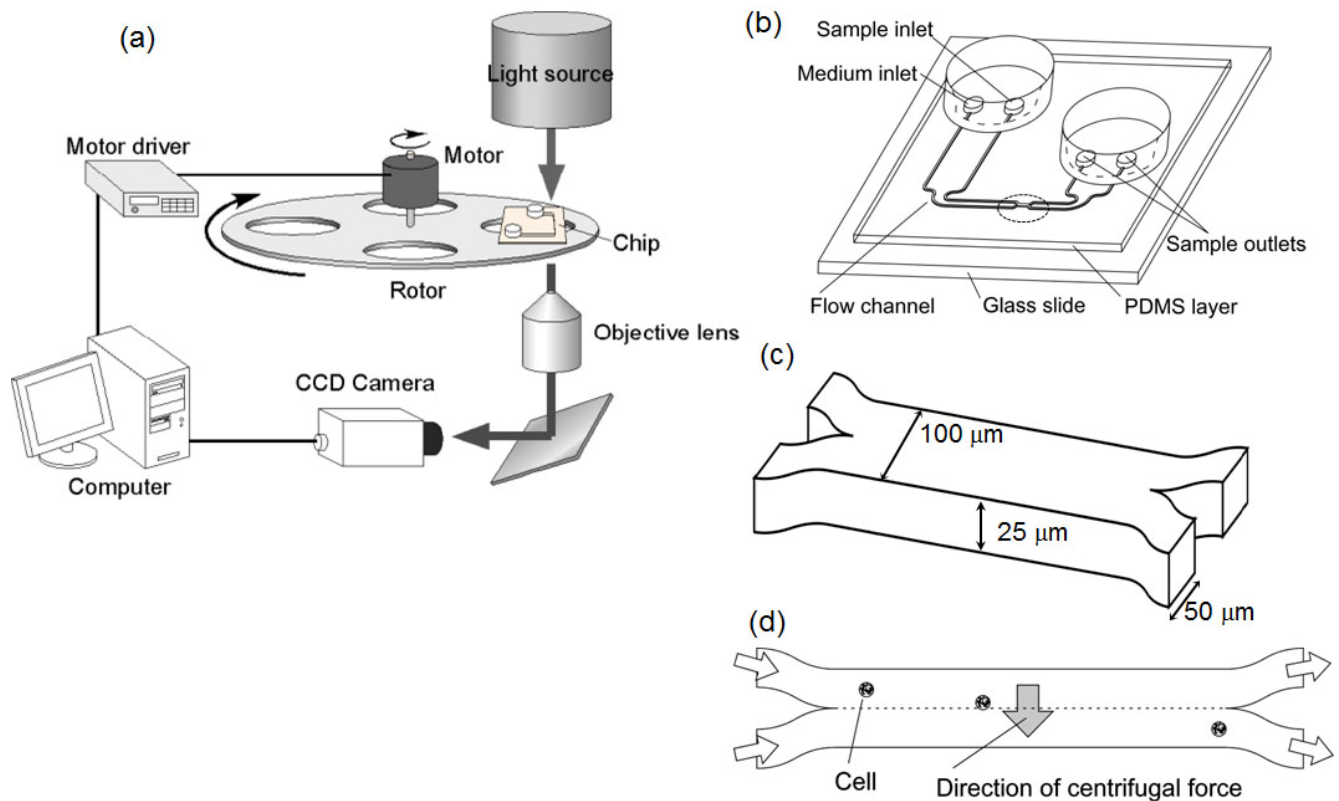 (a)
Light source
Motor driver
Motor
Chip
Rotor
Objective lens
CCD Camera
Computer
(b)
Sample inlet
Medium inlet
Sample outlets
Flow channel
Glass slide
PDMS layer
(c)
100 μm
25 μm
50 μm
(d)
Cell
Direction of centrifugal force